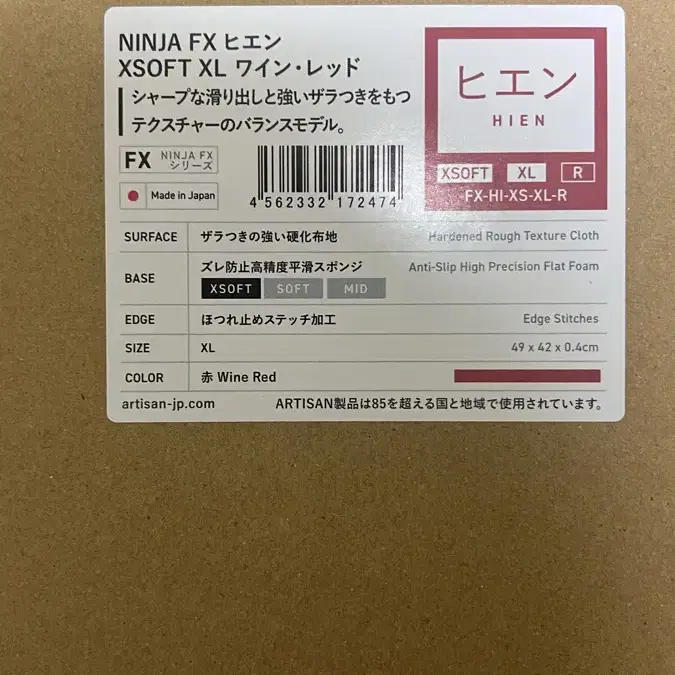 NINJA FX ヒエン
XSOFT XL ワイン・レッド
シャープな滑り出しと強いザラつきをもつ
テクスチャーのバランスモデル。
ヒエン
HIEN
XSOFT XL R
FX-HI-XS-XL-R
FX NINJA FX
シリーズ
Made in Japan
4 562332 172474
SURFACE ザラつきの強い硬化布地 Hardened Rough Texture Cloth
BASE ズレ防止高精度平滑スポンジ Anti-Slip High Precision Flat Foam
XSOFT SOFT MID
EDGE ほつれ止めステッチ加工 Edge Stitches
SIZE XL 49 x 42 x 0.4cm
COLOR 赤 Wine Red
artisan-jp.com ARTISAN製品は85を超える国と地域で使用されています。